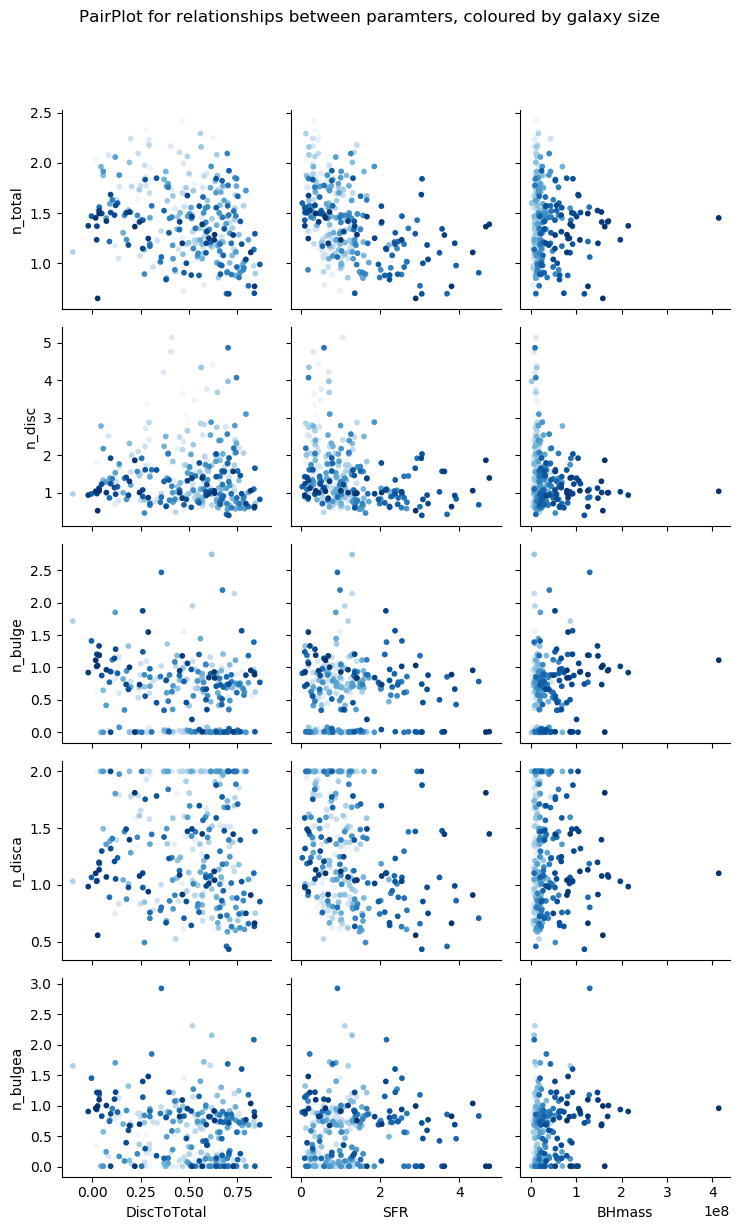 PairPlot for relationships between paramters, coloured by galaxy size
2.5
2.0
1.5
1.0
n_total
5
4
3
2
1
n_disc
2.5
2.0
1.5
1.0
0.5
0.0
n_bulge
2.0
1.5
1.0
0.5
n_disca
3.0
2.5
2.0
1.5
1.0
0.5
0.0
n_bulgea
0.00 0.25 0.50 0.75
DiscToTotal
0 2 4
SFR
0 1 2 3 4
1e8
BHmass